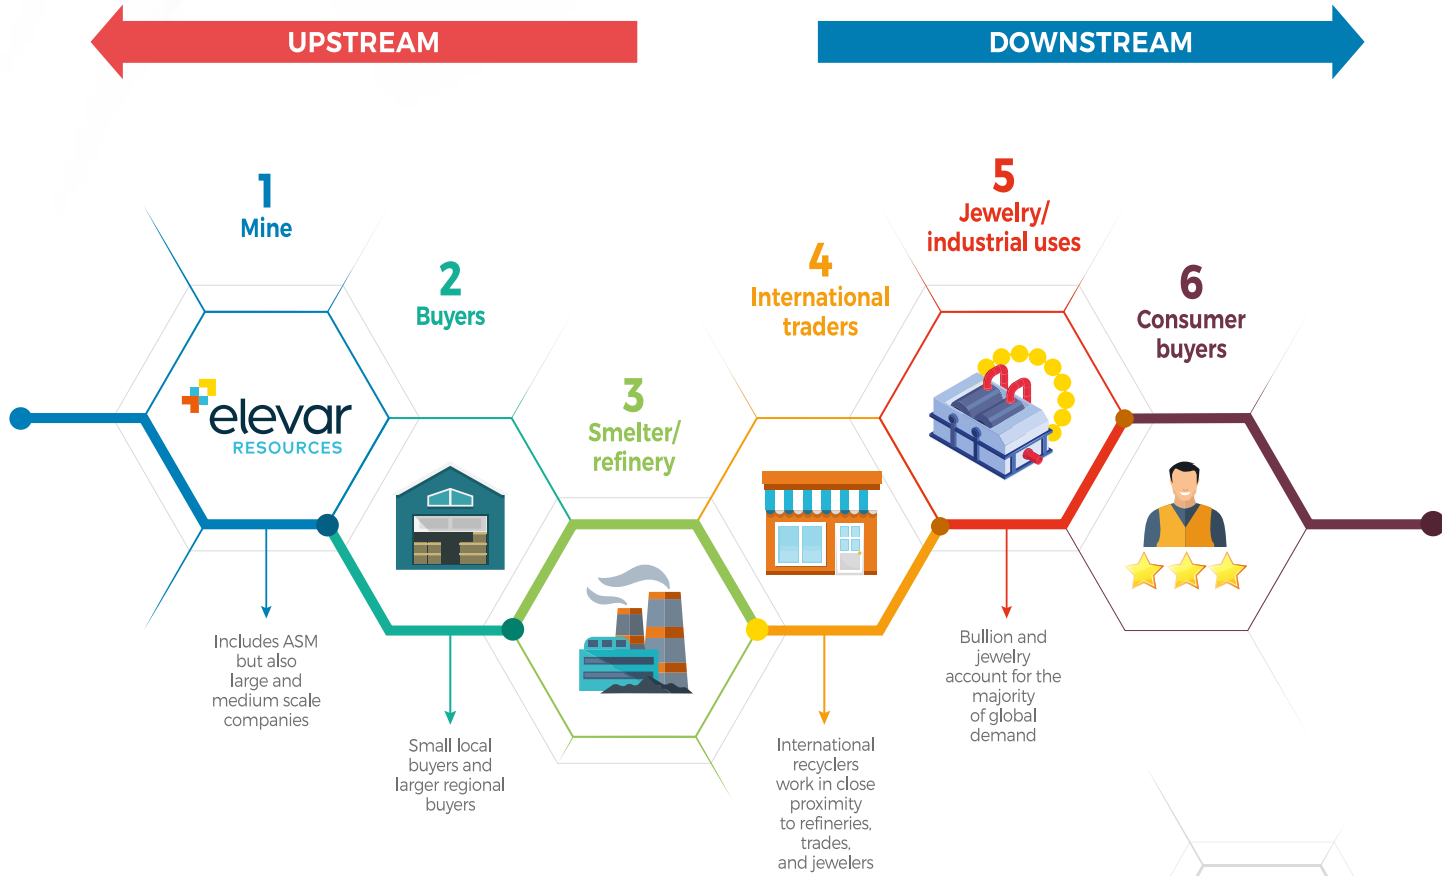 UPSTREAM
DOWNSTREAM
1
Mine
elevar
RESOURCES
Includes ASM
but also
large and
medium scale
companies
2
Buyers
Small local
buyers and
larger regional
buyers
3
Smelter/
refinery
4
International
traders
International
recyclers
work in close
proximity
to refineries,
trades,
and jewelers
5
Jewelry/
industrial uses
Bullion and
jewelry
account for the
majority
of global
demand
6
Consumer
buyers